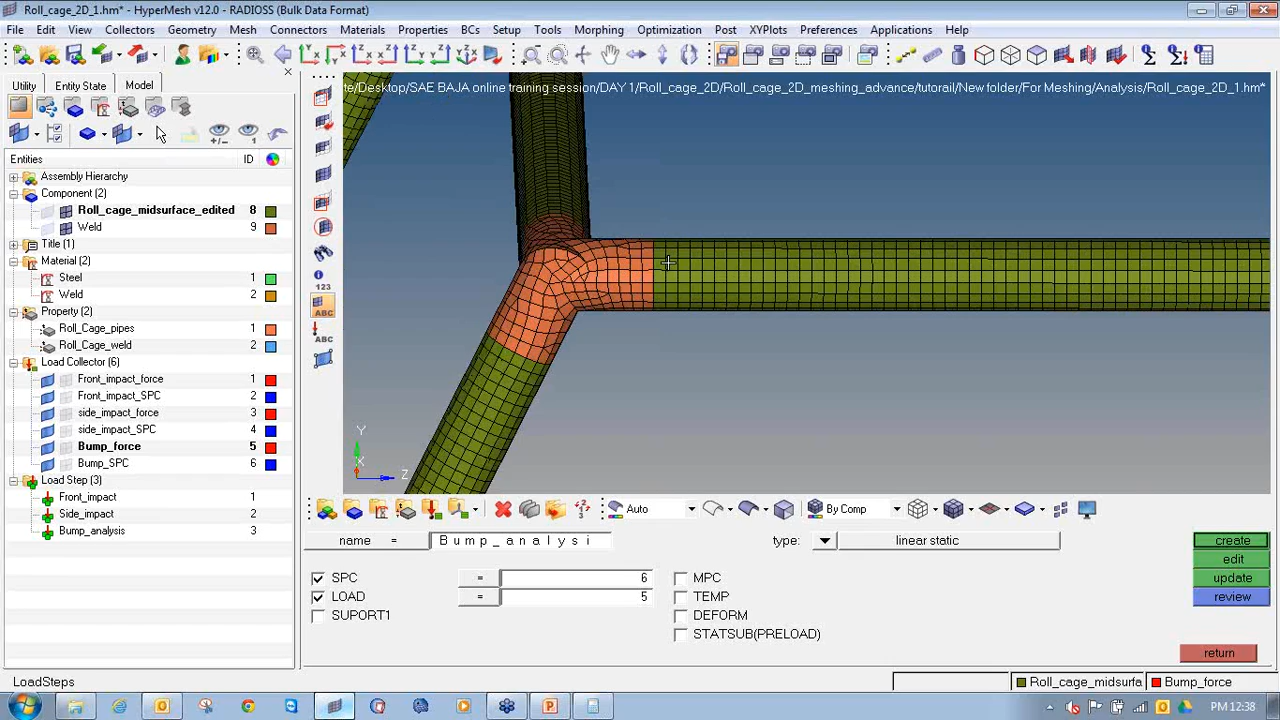 Roll_cage_2D_1.hm* - HyperMesh v12.0 - RADIOSS (Bulk Data Format)
File Edit View Collectors Geometry Mesh Connectors Materials Properties BCs Setup Tools Morphing Optimization Post XYPlots Preferences Applications Help
Utility Entity State Model
te/Desktop/SAE BAJA online training session/DAY 1/Roll_cage_2D/Roll_cage_2D_meshing_advance/tutorail/New folder/For Meshing/Analysis/Roll_cage_2D_1.hm*
Entities ID
Assembly Hierarchy
Component (2)
Roll_cage_midsurface_edited 8
Weld 9
Title (1)
Material (2)
Steel 1
Weld 2
Property (2)
Roll_Cage_pipes 1
Roll_Cage_weld 2
Load Collector (6)
Front_impact_force 1
Front_impact_SPC 2
side_impact_force 3
side_impact_SPC 4
Bump_force 5
Bump_SPC 6
Load Step (3)
Front_impact 1
Side_impact 2
Bump_analysis 3
123
ABC
ABC
Y
X
Z
Auto By Comp
name = Bump_analysi type: linear static create
edit
SPC = 6 MPC update
LOAD = 5 TEMP review
SUPORT1 DEFORM
STATSUB(PRELOAD)
return
LoadSteps Roll_cage_midsurfa Bump_force
PM 12:38